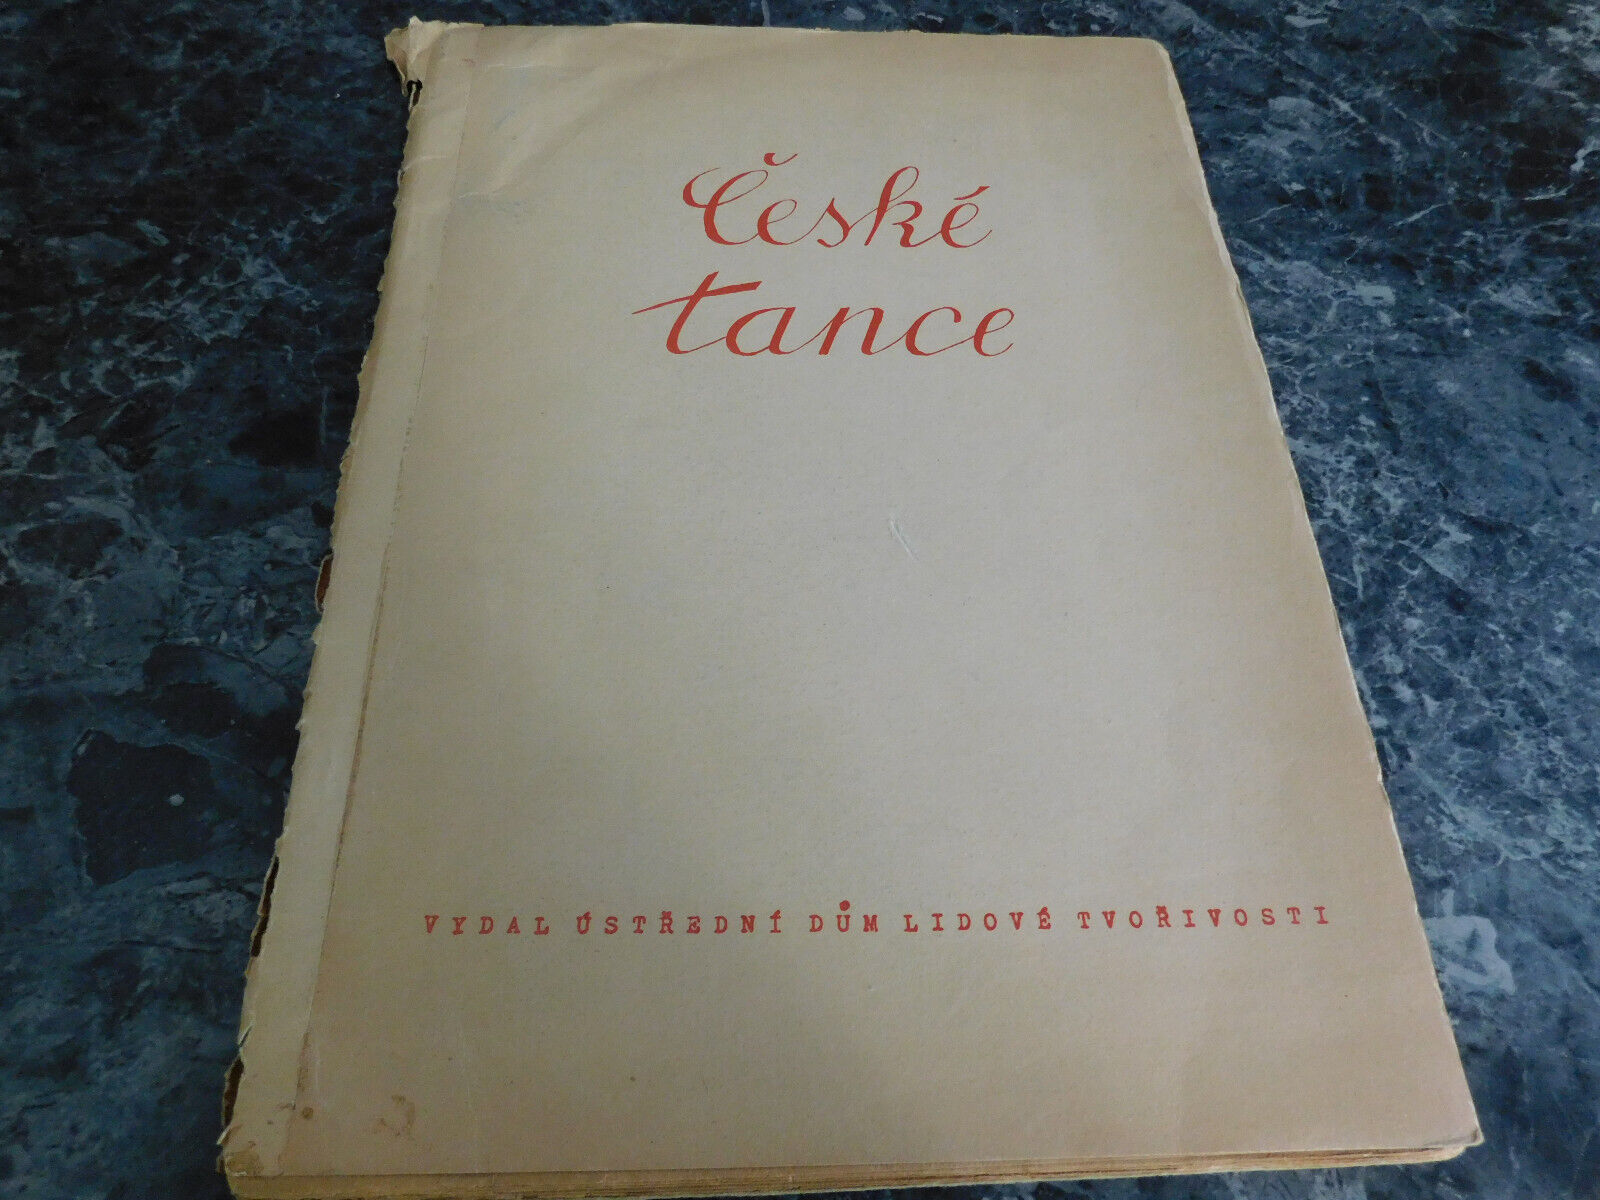 České
tance
VYDAL ÚSTŘEDNÍ DŮM LIDOVÉ TVOŘIVOSTI